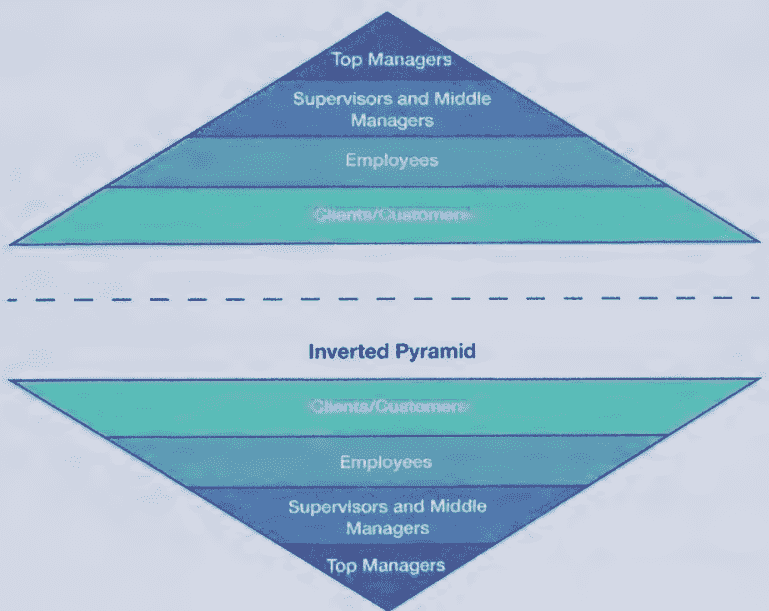 Top Managers
Supervisors and Middle
Managers
Employees
Clients/Customers
Inverted Pyramid
Clients/Customers
Employees
Supervisors and Middle
Managers
Top Managers